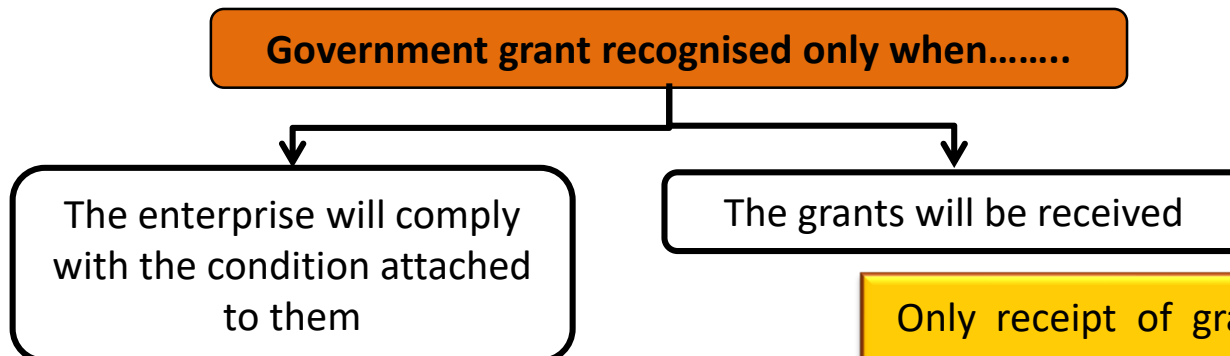 Government grant recognised only when……..
The enterprise will comply
with the condition attached
to them
The grants will be received
Only receipt of